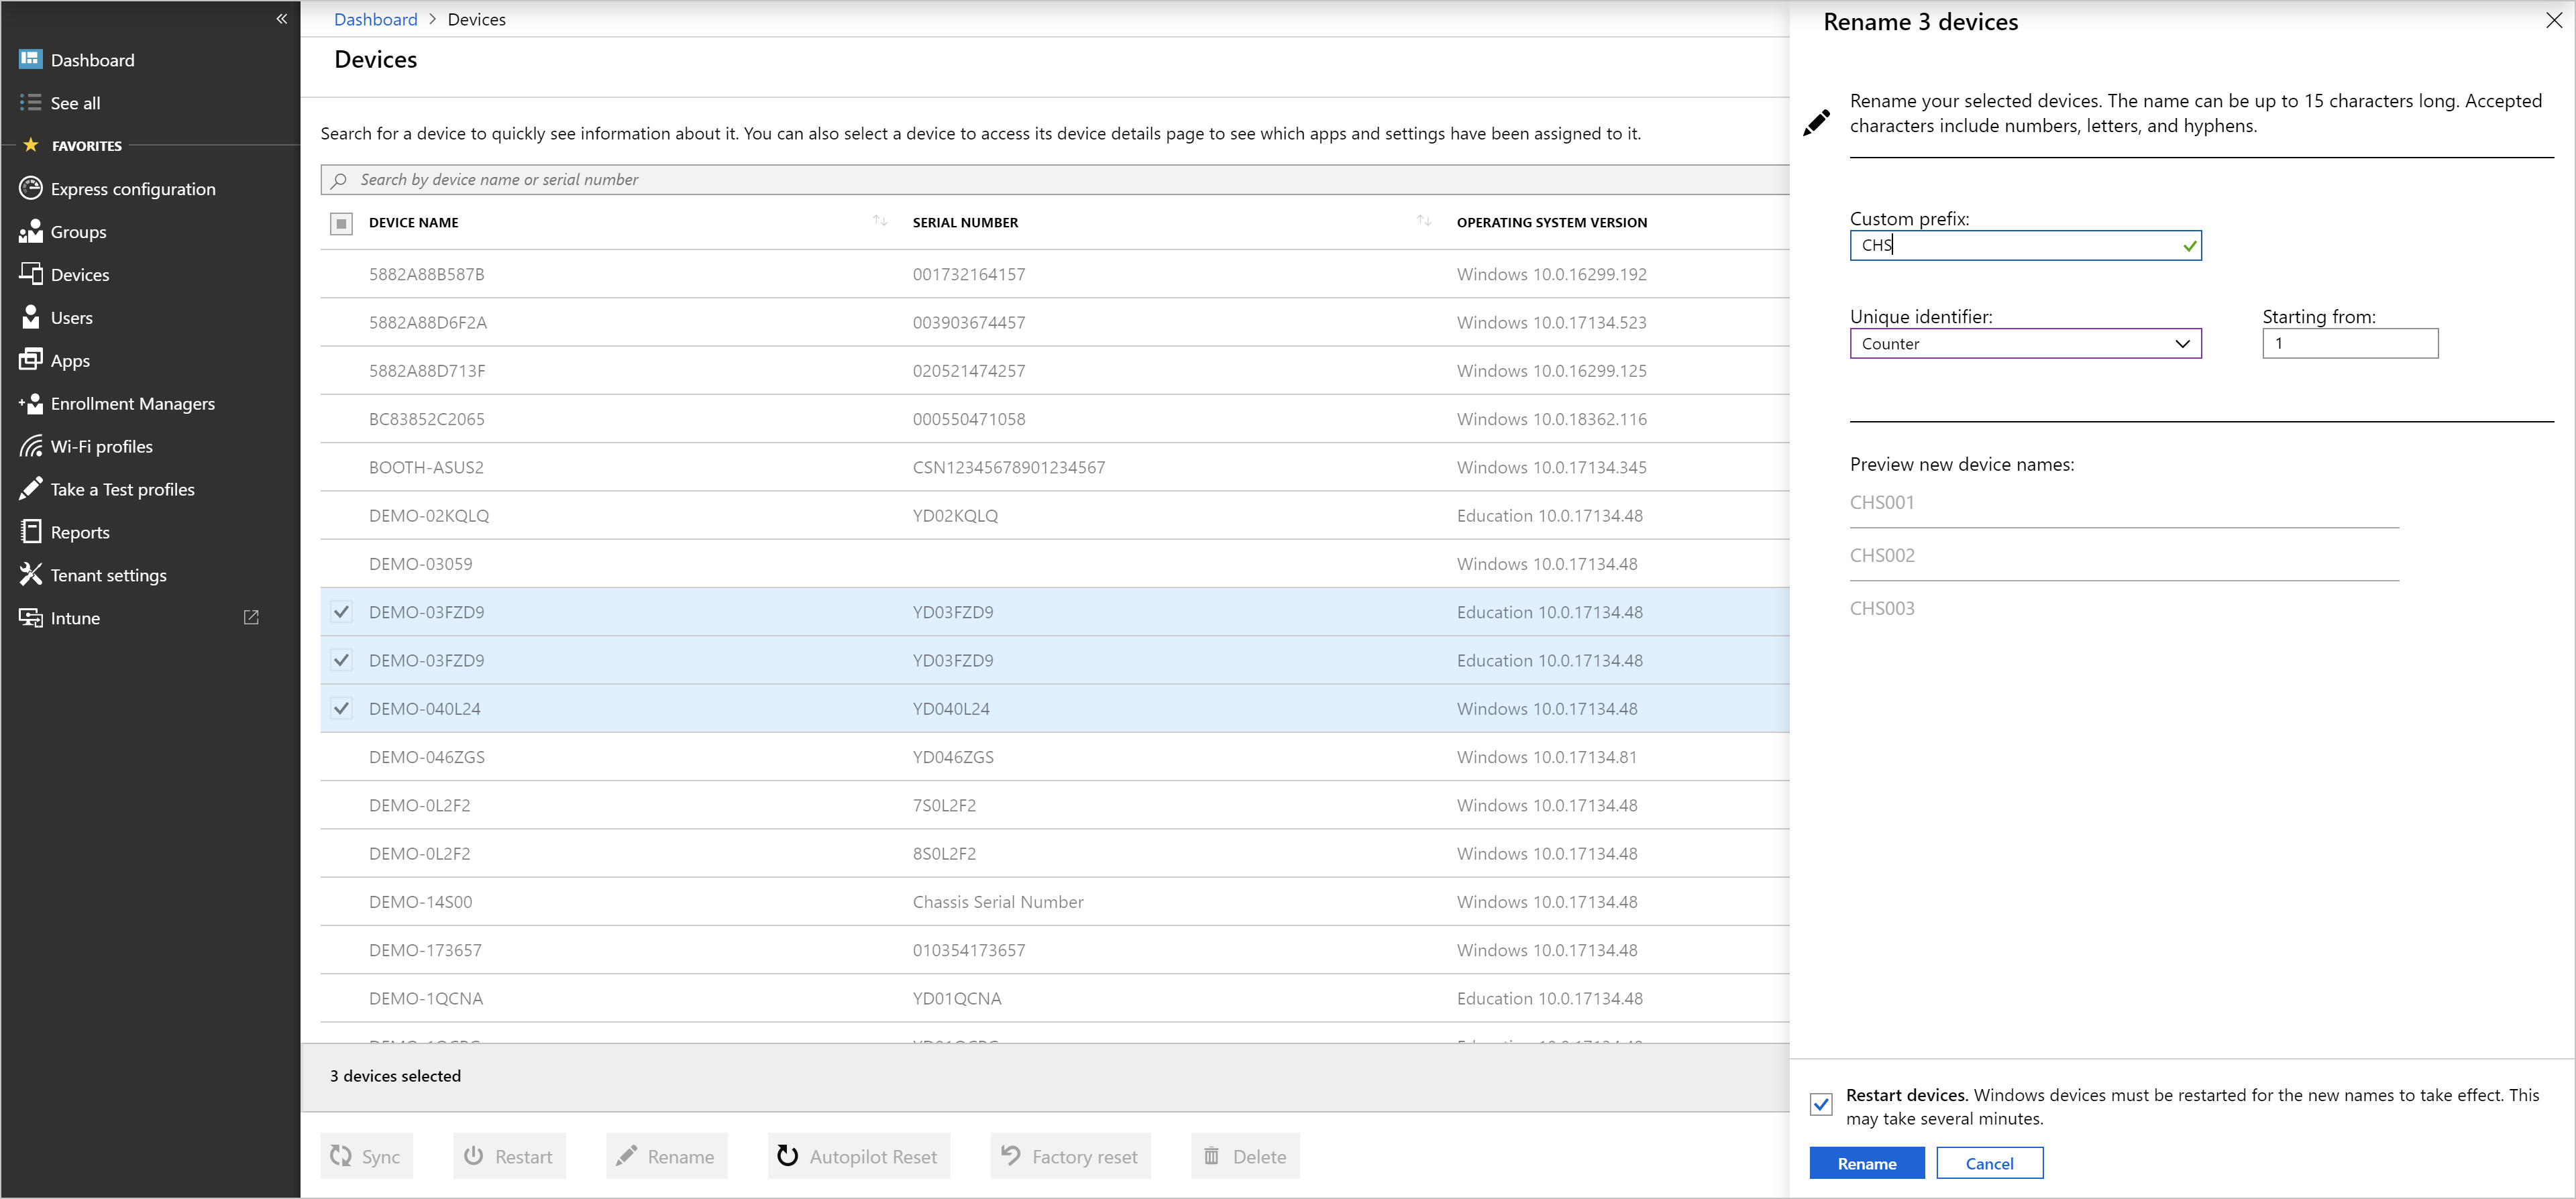 «
Dashboard
See all
FAVORITES
Express configuration
Groups
Devices
Users
Apps
Enrollment Managers
Wi-Fi profiles
Take a Test profiles
Reports
Tenant settings
Intune
Dashboard > Devices
Devices
Search for a device to quickly see information about it. You can also select a device to access its device details page to see which apps and settings have been assigned to it.
Search by device name or serial number
DEVICE NAME SERIAL NUMBER OPERATING SYSTEM VERSION
5882A88B587B 001732164157 Windows 10.0.16299.192
5882A88D6F2A 003903674457 Windows 10.0.17134.523
5882A88D713F 020521474257 Windows 10.0.16299.125
BC83852C2065 000550471058 Windows 10.0.18362.116
BOOTH-ASUS2 CSN12345678901234567 Windows 10.0.17134.345
DEMO-02KQLQ YD02KQLQ Education 10.0.17134.48
DEMO-03059 Windows 10.0.17134.48
DEMO-03FZD9 YD03FZD9 Education 10.0.17134.48
DEMO-03FZD9 YD03FZD9 Education 10.0.17134.48
DEMO-040L24 YD040L24 Windows 10.0.17134.48
DEMO-046ZGS YD046ZGS Windows 10.0.17134.81
DEMO-0L2F2 7S0L2F2 Windows 10.0.17134.48
DEMO-0L2F2 8S0L2F2 Windows 10.0.17134.48
DEMO-14S00 Chassis Serial Number Windows 10.0.17134.48
DEMO-173657 010354173657 Windows 10.0.17134.48
DEMO-1QCNA YD01QCNA Education 10.0.17134.48
3 devices selected
Sync Restart Rename Autopilot Reset Factory reset Delete
Rename 3 devices
Rename your selected devices. The name can be up to 15 characters long. Accepted
characters include numbers, letters, and hyphens.
Custom prefix:
CHS
Unique identifier: Starting from:
Counter 1
Preview new device names:
CHS001
CHS002
CHS003
Restart devices. Windows devices must be restarted for the new names to take effect. This
may take several minutes.
Rename Cancel